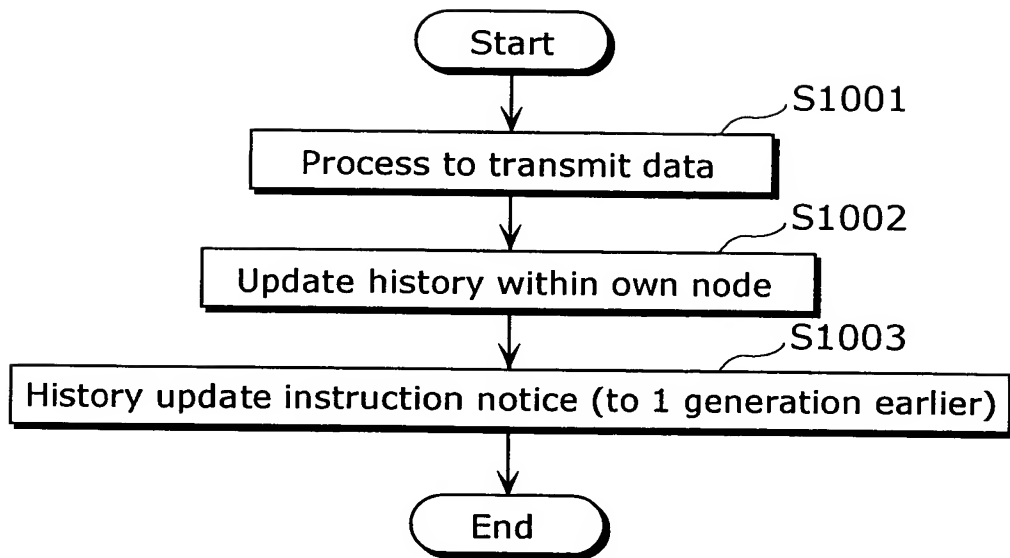 Start
S1001
Process to transmit data
S1002
Update history within own node
S1003
History update instruction notice (to 1 generation earlier)
End